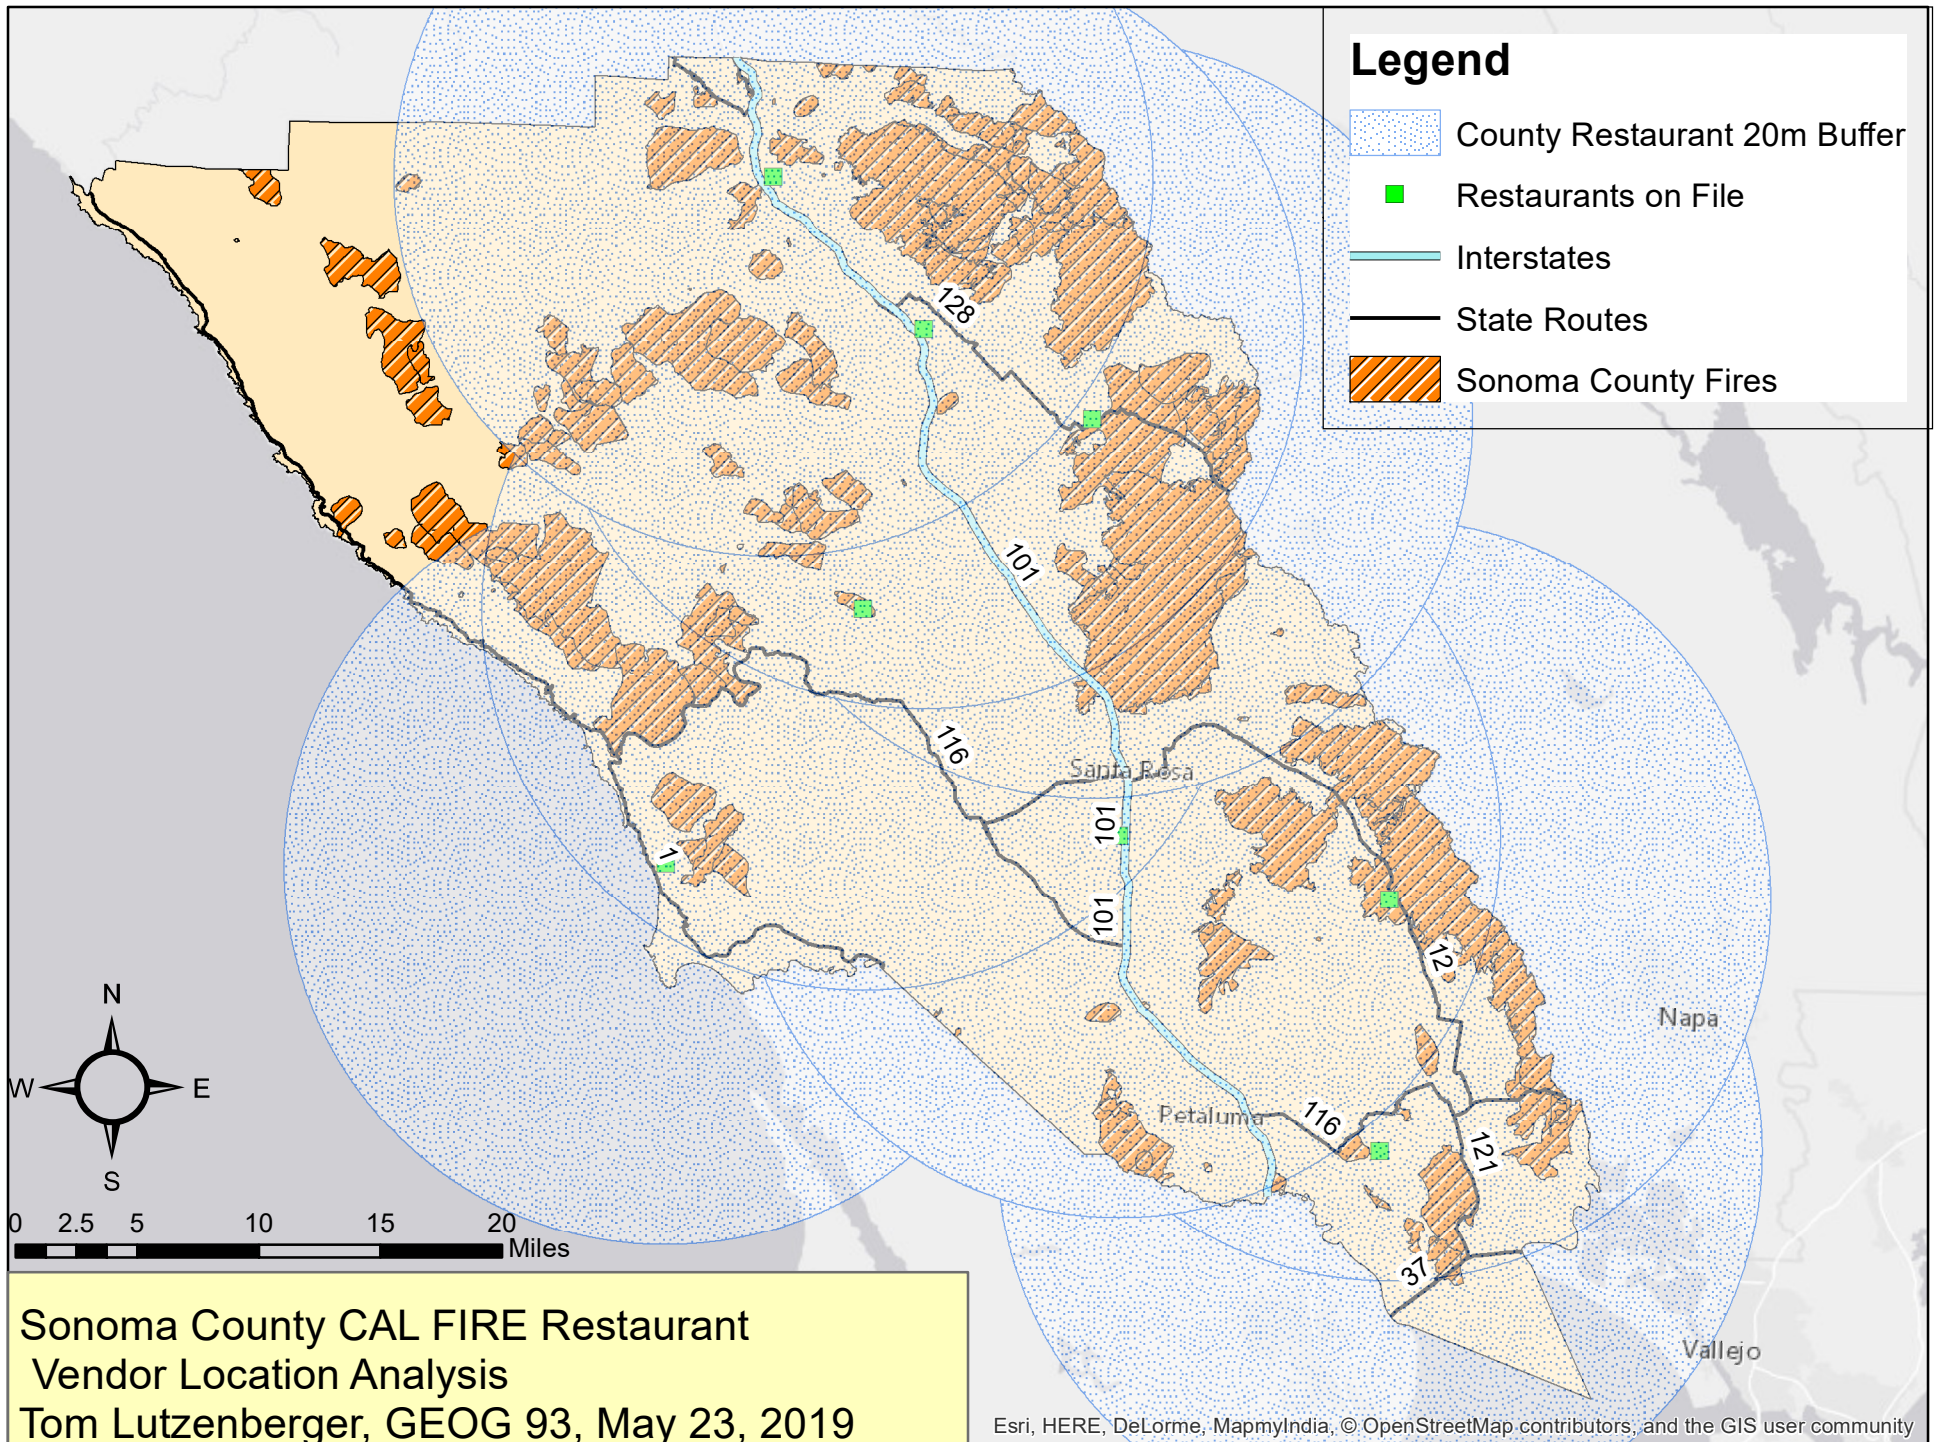 Legend
County Restaurant 20m Buffer
Restaurants on File
Interstates
State Routes
Sonoma County Fires
128
101
116
Santa Rosa
101
1
101
12
Napa
Petaluma
116
121
37
Vallejo
N
W
E
S
0 2.5 5 10 15 20
Miles
Sonoma County CAL FIRE Restaurant
Vendor Location Analysis
Tom Lutzenberger, GEOG 93, May 23, 2019
Esri, HERE, DeLorme, MapmyIndia, © OpenStreetMap contributors, and the GIS user community